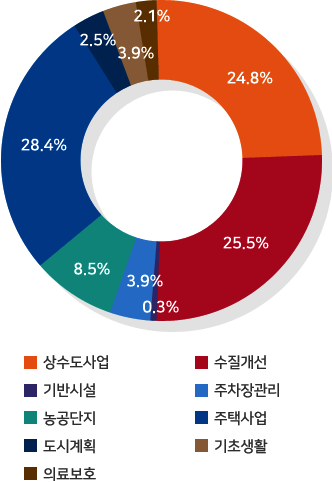 2.1%
2.5%
3.9%
24.8%
28.4%
25.5%
8.5%
3.9%
0.3%
상수도사업
수질개선
기반시설
주차장관리
농공단지
주택사업
도시계획
기초생활
의료보호